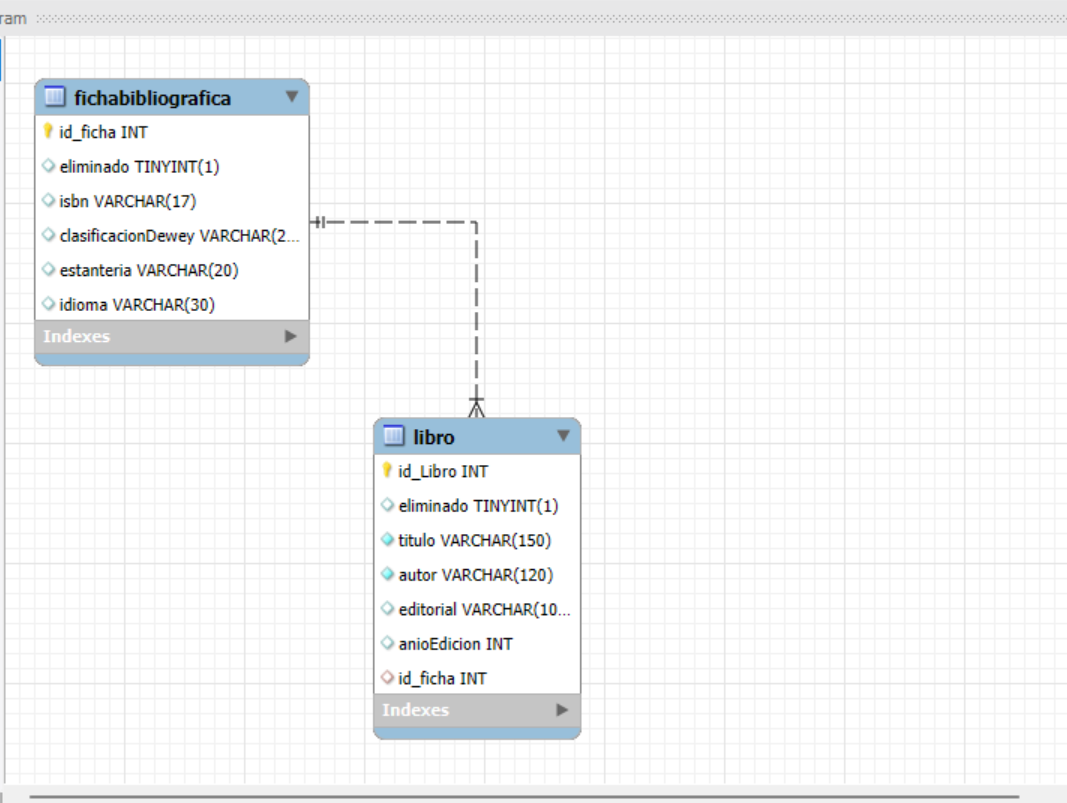 ram
fichabibliografica
id_ficha INT
eliminado TINYINT(1)
isbn VARCHAR(17)
clasificacionDewey VARCHAR(2...
estanteria VARCHAR(20)
idioma VARCHAR(30)
Indexes
libro
id_Libro INT
eliminado TINYINT(1)
titulo VARCHAR(150)
autor VARCHAR(120)
editorial VARCHAR(10...
anioEdicion INT
id_ficha INT
Indexes